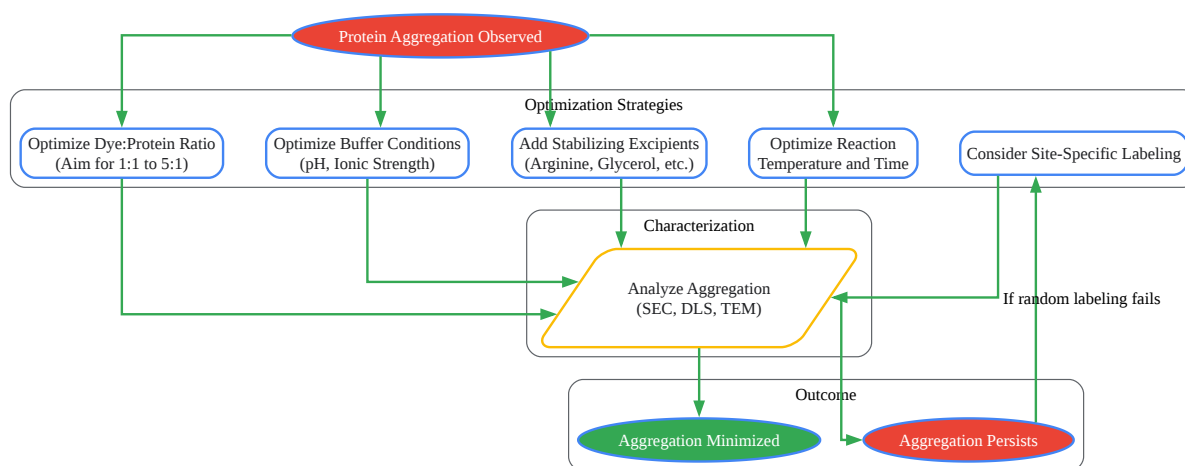 Protein Aggregation Observed
Optimization Strategies
Optimize Dye:Protein Ratio
(Aim for 1:1 to 5:1)
Optimize Buffer Conditions
(pH, Ionic Strength)
Add Stabilizing Excipients
(Arginine, Glycerol, etc.)
Optimize Reaction
Temperature and Time
Consider Site-Specific Labeling
Characterization
Analyze Aggregation
(SEC, DLS, TEM)
If random labeling fails
Outcome
Aggregation Minimized
Aggregation Persists